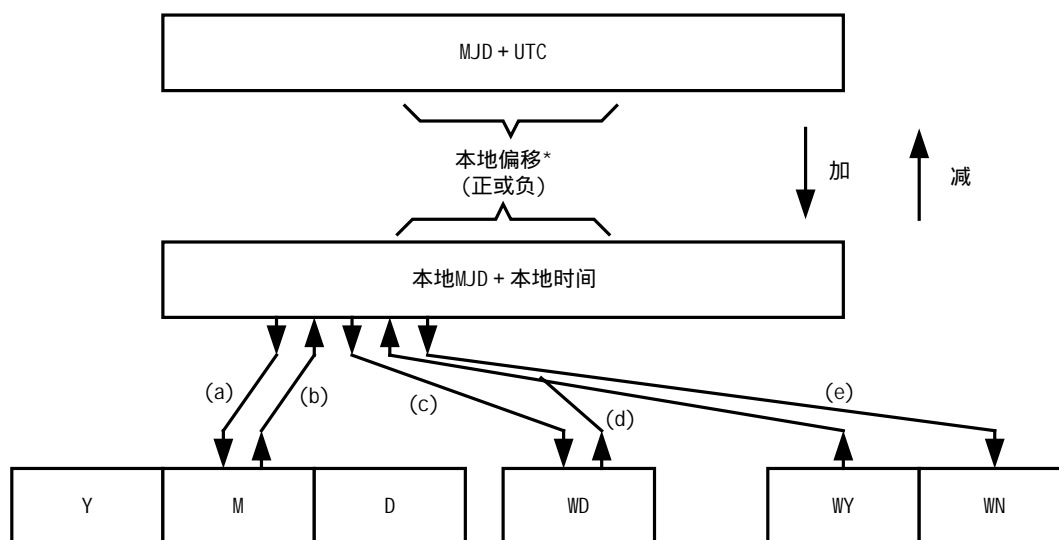 MJD + UTC
本地偏移*
(正或负)
加
减
本地MJD + 本地时间
(a)
(b)
(c)
(d)
(e)
Y
M
D
WD
WY
WN